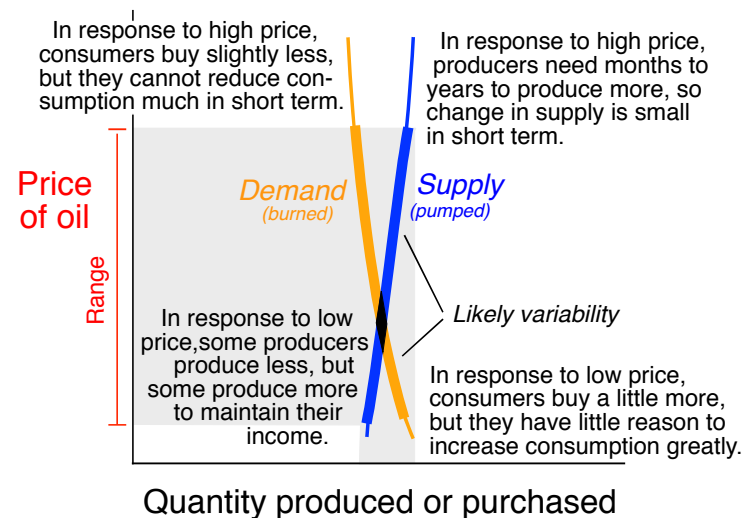 In response to high price,
consumers buy slightly less,
but they cannot reduce con-
sumption much in short term.
In response to high price,
producers need months to
years to produce more, so
change in supply is small
in short term.
Price
of oil
Range
Demand
(burned)
Supply
(pumped)
Likely variability
In response to low
price,some producers
produce less, but
some produce more
to maintain their
income.
In response to low price,
consumers buy a little more,
but they have little reason to
increase consumption greatly.
Quantity produced or purchased